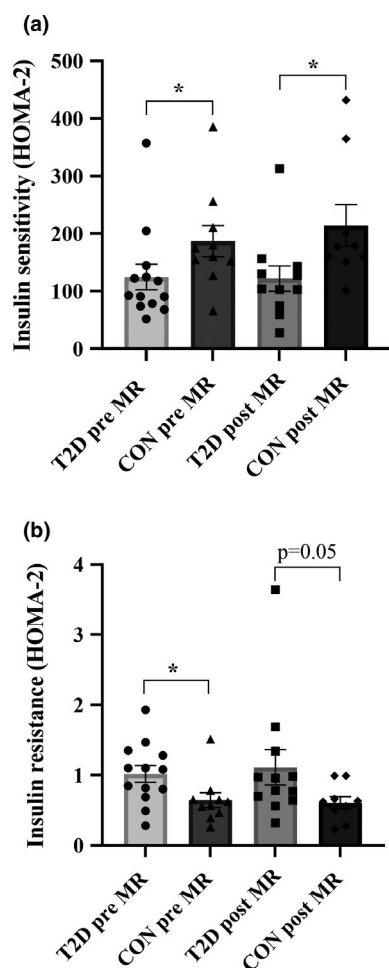 (a)
Insulin sensitivity (HOMA-2)
500
400
300
200
100
0
*
*
T2D pre MR
CON pre MR
T2D post MR
CON post MR
(b)
Insulin resistance (HOMA-2)
4
3
2
1
0
*
p=0.05
T2D pre MR
CON pre MR
T2D post MR
CON post MR